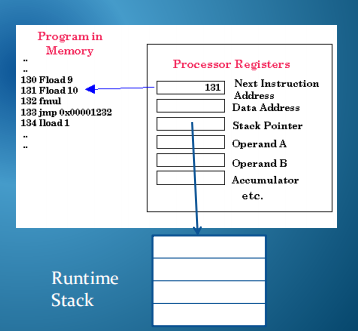 Program in
Memory
..
..
130 Fload 9
131 Fload 10
132 fmul
133 jmp 0x00001232
134 Iload 1
..
..
Processor Registers
131
Next Instruction
Address
Data Address
Stack Pointer
Operand A
Operand B
Accumulator
etc.
Runtime
Stack